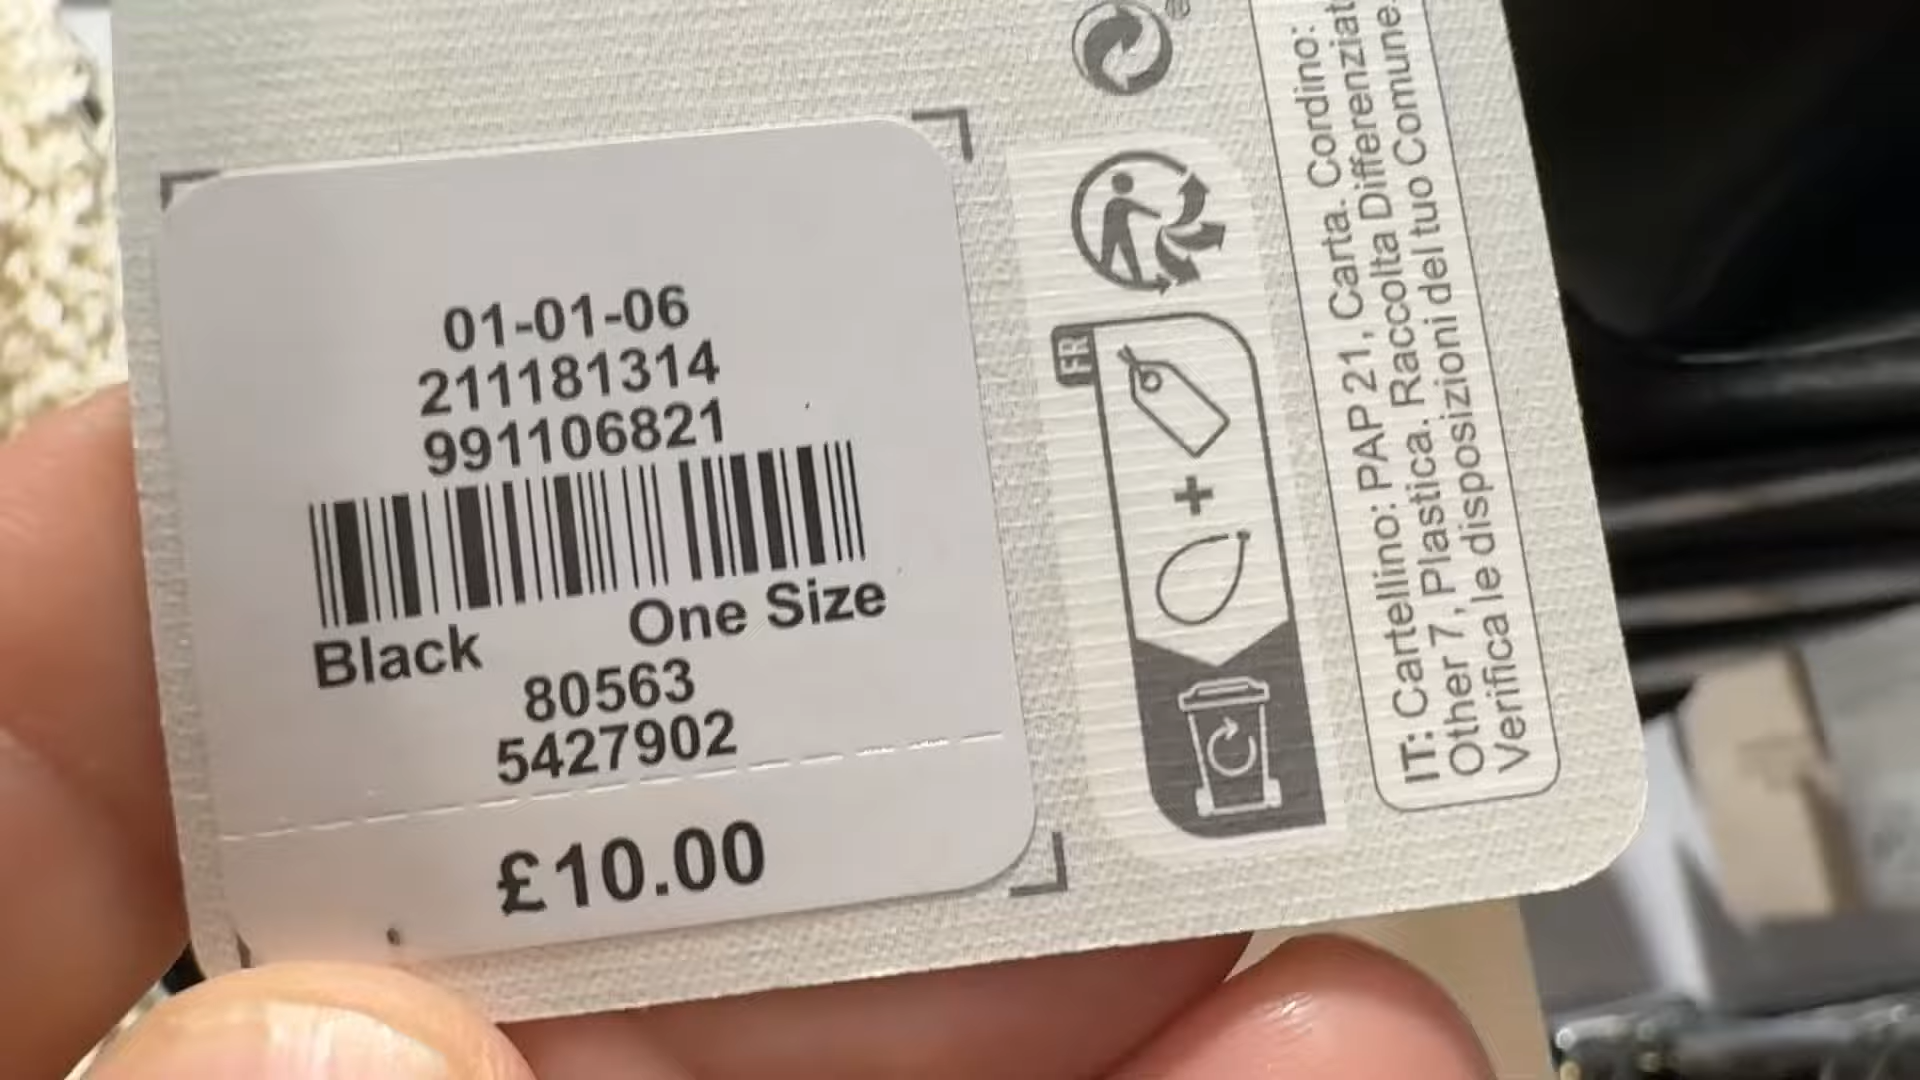 01-01-06
211181314
991106821
Black One Size
80563
5427902
£10.00
FR
IT: Cartellino: PAP 21, Carta. Cordino:
Other 7, Plastica. Raccolta Differenziat
Verifica le disposizioni del tuo Comune.